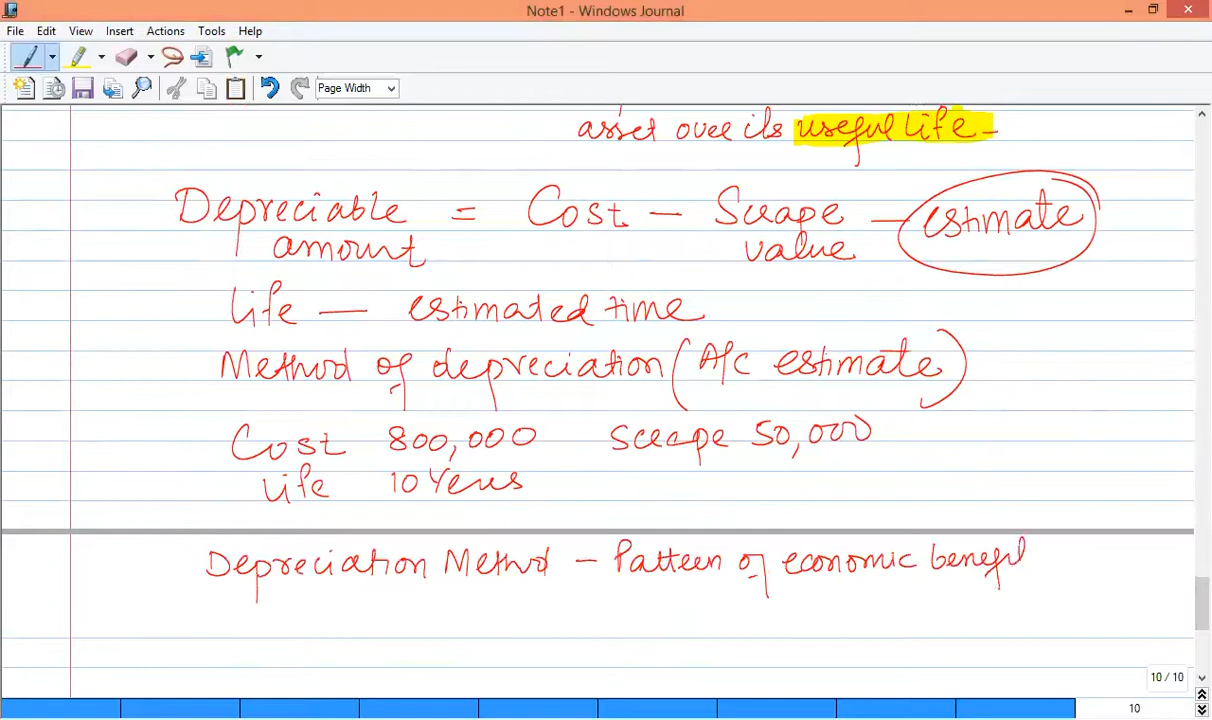 Note1 - Windows Journal
File Edit View Insert Actions Tools Help
Page Width
asset over its useful life -
Depreciable amount = Cost - Scrape value - estimate
Life - estimated time
Method of depreciation (A/c estimate)
Cost 800,000 Scrape 50,000
Life 10 Years
Depreciation Method - Pattern of economic benefi
10 / 10
10